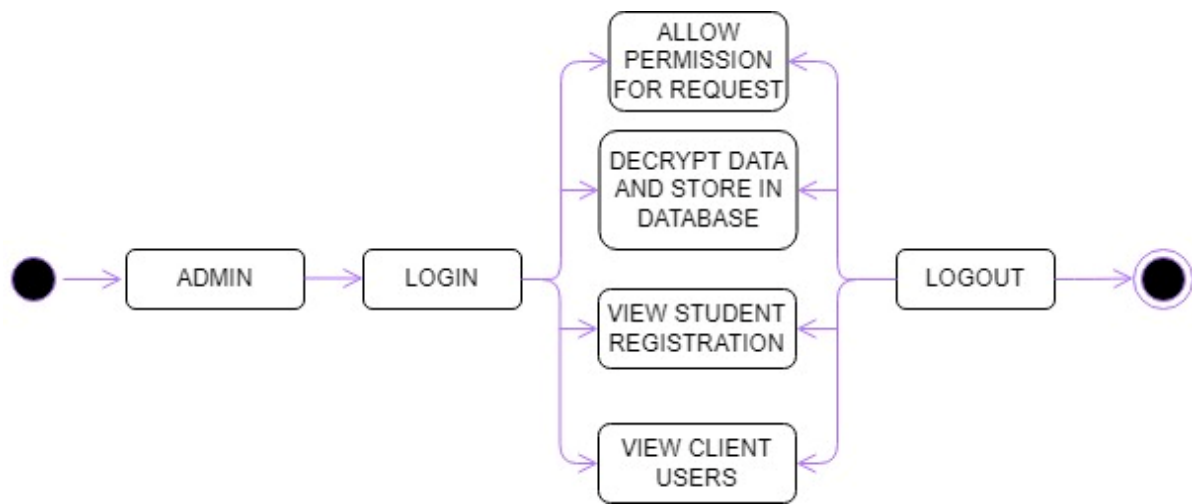 ALLOW
PERMISSION
FOR REQUEST
DECRYPT DATA
AND STORE IN
DATABASE
ADMIN
LOGIN
LOGOUT
VIEW STUDENT
REGISTRATION
VIEW CLIENT
USERS